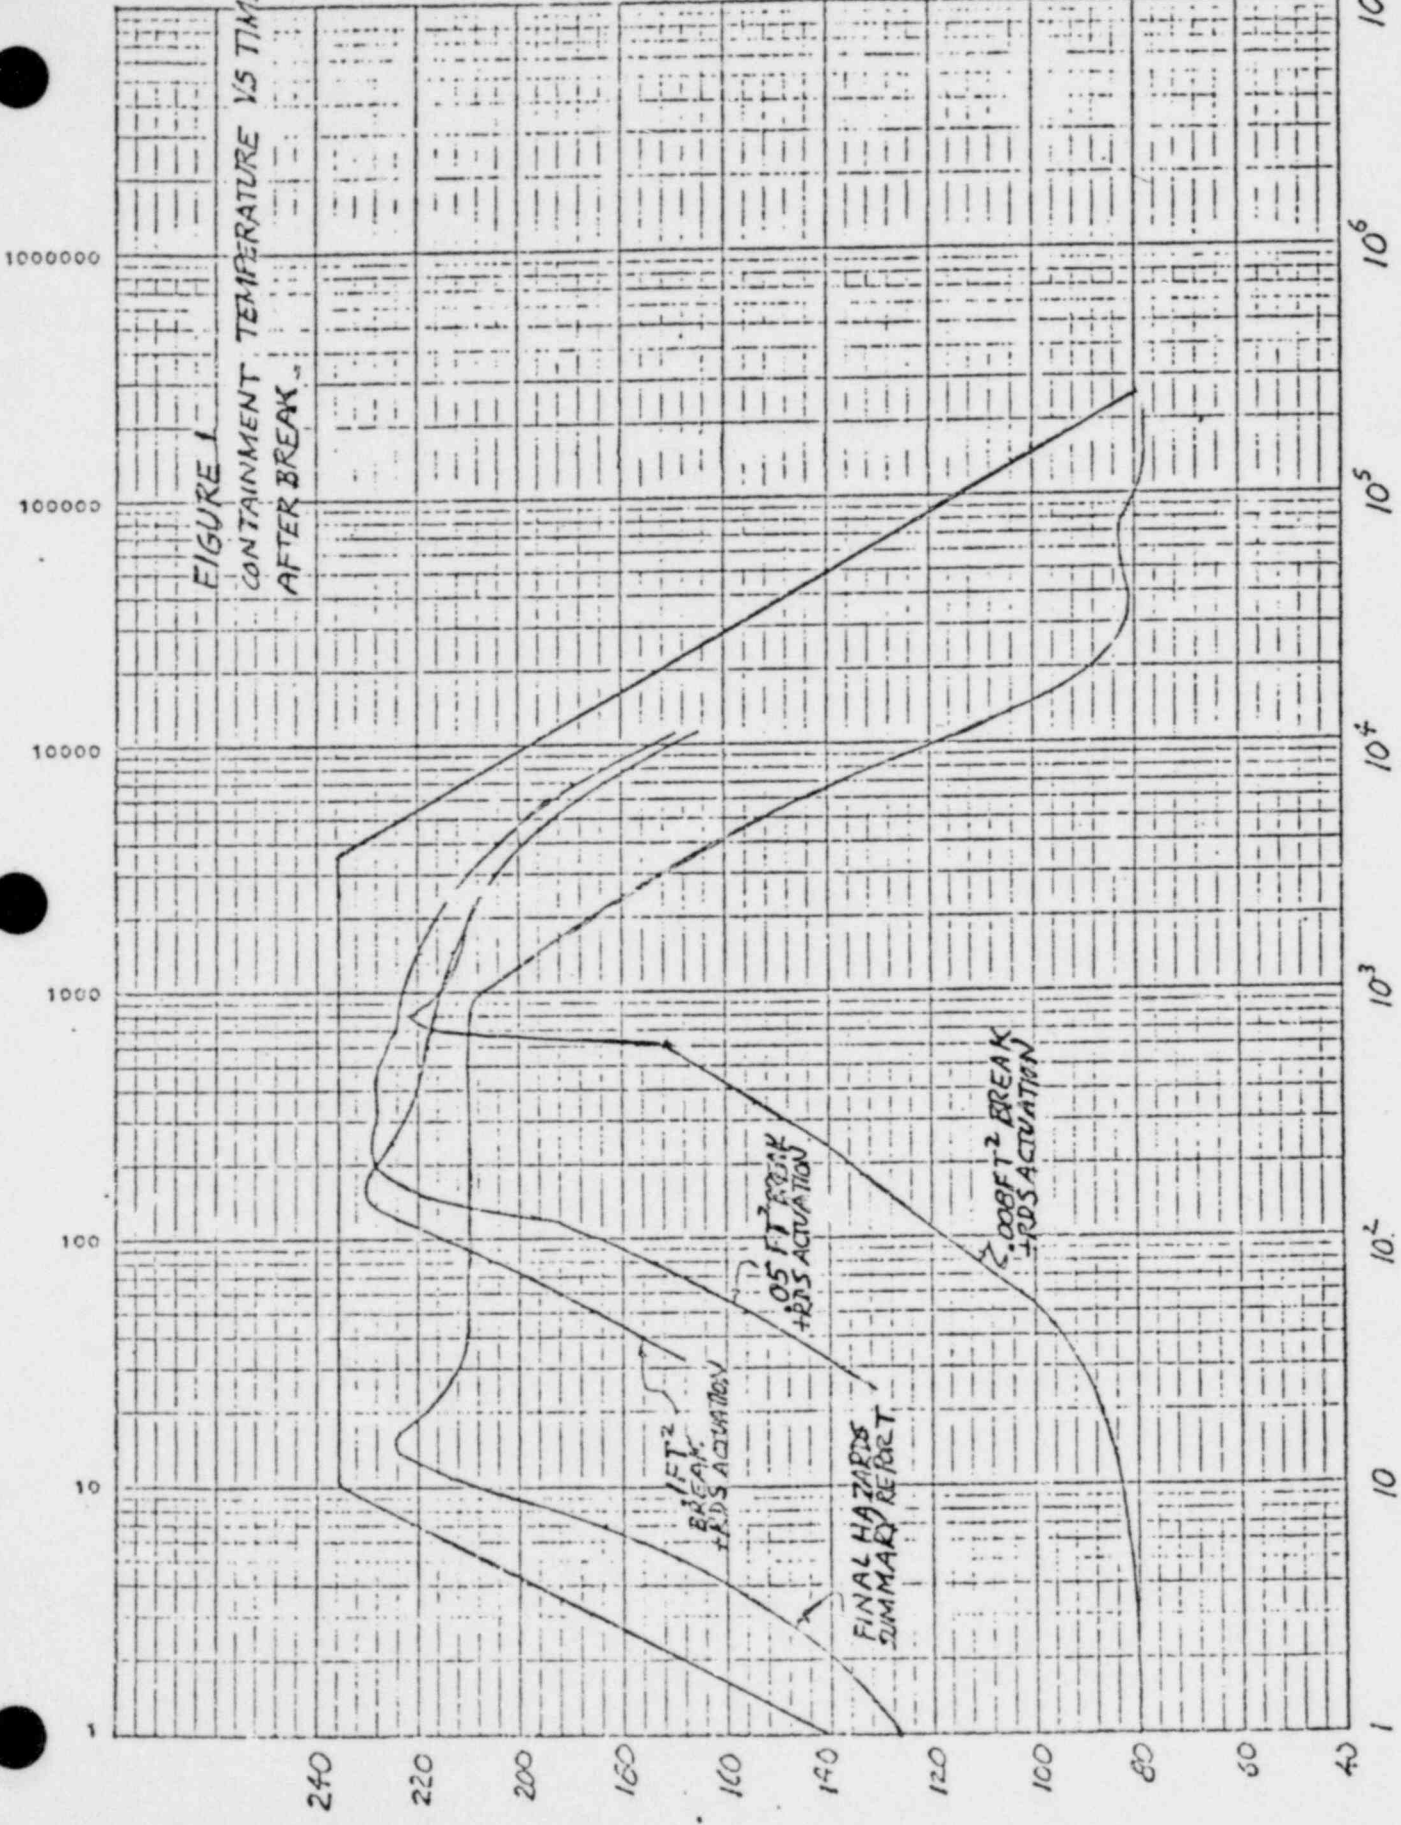 FIGURE 1
CONTAINMENT TEMPERATURE VS TIM
AFTER BREAK
1 10 100 1000 10000 100000 1000000
240
220
200
180
160
140
120
100
80
60
40
.1FT²
BREAK
+RDS ACTUATION
.05 FT² BREAK
+RDS ACTUATION
FINAL HAZARDS
SUMMARY REPORT
.008FT² BREAK
+RDS ACTUATION
1 10 10² 10³ 10⁴ 10⁵ 10⁶ 10